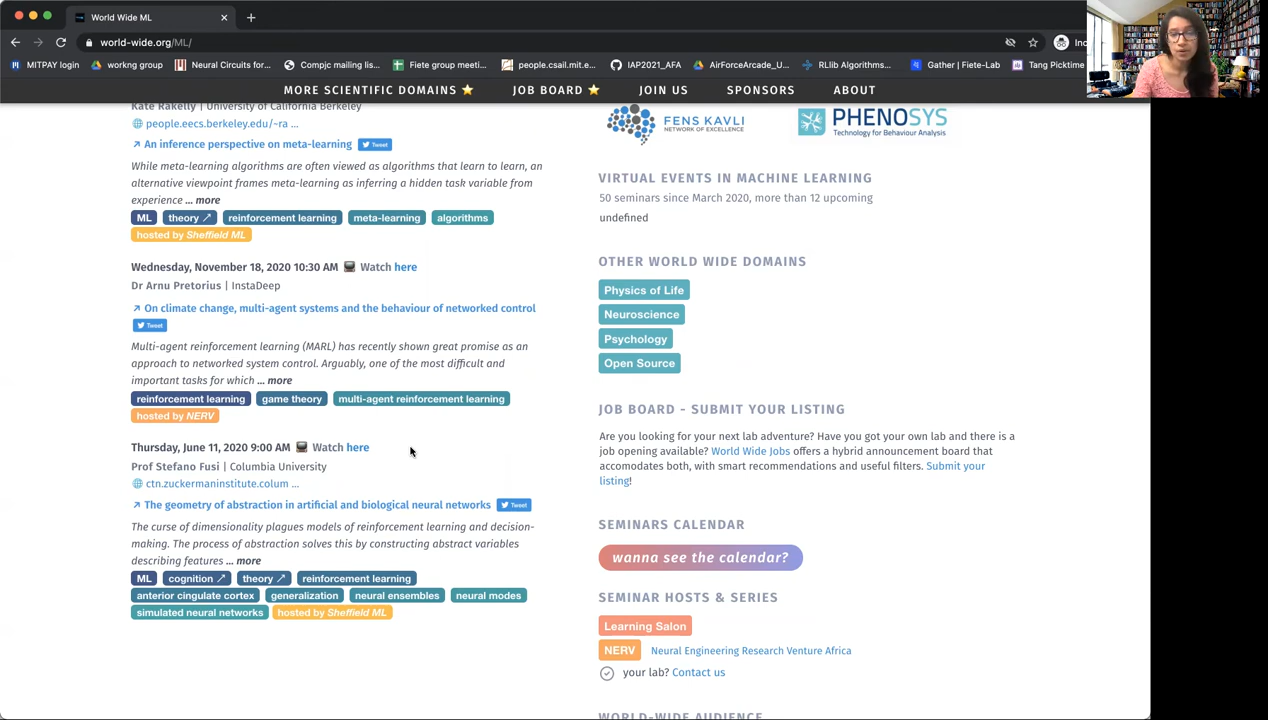 World Wide ML
world-wide.org/ML/
MITPAY login
workng group
Neural Circuits for...
Compjc mailing lis...
Fiete group meeti...
people.csail.mit.e...
IAP2021_AFA
AirForceArcade_U...
RLlib Algorithms...
Gather | Fiete-Lab
Tang Picktime
MORE SCIENTIFIC DOMAINS
JOB BOARD
JOIN US
SPONSORS
ABOUT
Kate Rakelly | University of California Berkeley
people.eecs.berkeley.edu/~ra ...
↗ An inference perspective on meta-learning Tweet
While meta-learning algorithms are often viewed as algorithms that learn to learn, an
alternative viewpoint frames meta-learning as inferring a hidden task variable from
experience ... more
ML theory ↗ reinforcement learning meta-learning algorithms
hosted by Sheffield ML
Wednesday, November 18, 2020 10:30 AM Watch here
Dr Arnu Pretorius | InstaDeep
↗ On climate change, multi-agent systems and the behaviour of networked control
Tweet
Multi-agent reinforcement learning (MARL) has recently shown great promise as an
approach to networked system control. Arguably, one of the most difficult and
important tasks for which ... more
reinforcement learning game theory multi-agent reinforcement learning
hosted by NERV
Thursday, June 11, 2020 9:00 AM Watch here
Prof Stefano Fusi | Columbia University
ctn.zuckermaninstitute.colum ...
↗ The geometry of abstraction in artificial and biological neural networks Tweet
The curse of dimensionality plagues models of reinforcement learning and decision-
making. The process of abstraction solves this by constructing abstract variables
describing features ... more
ML cognition ↗ theory ↗ reinforcement learning
anterior cingulate cortex generalization neural ensembles neural modes
simulated neural networks hosted by Sheffield ML
FENS KAVLI
NETWORK OF EXCELLENCE
PHENOSYS
Technology for Behaviour Analysis
VIRTUAL EVENTS IN MACHINE LEARNING
50 seminars since March 2020, more than 12 upcoming
undefined
OTHER WORLD WIDE DOMAINS
Physics of Life
Neuroscience
Psychology
Open Source
JOB BOARD - SUBMIT YOUR LISTING
Are you looking for your next lab adventure? Have you got your own lab and there is a
job opening available? World Wide Jobs offers a hybrid announcement board that
accomodates both, with smart recommendations and useful filters. Submit your
listing!
SEMINARS CALENDAR
wanna see the calendar?
SEMINAR HOSTS & SERIES
Learning Salon
NERV Neural Engineering Research Venture Africa
your lab? Contact us
WORLD-WIDE AUDIENCE